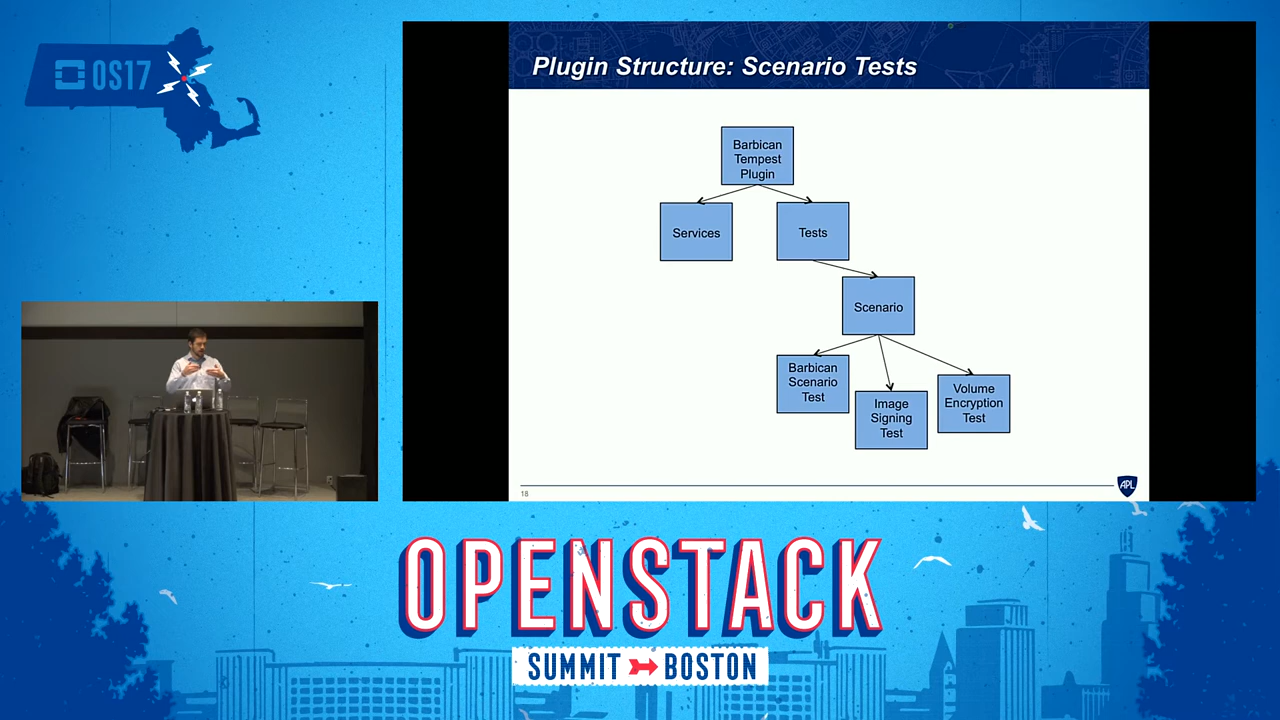 OS17
Plugin Structure: Scenario Tests
Barbican
Tempest
Plugin
Services
Tests
Scenario
Barbican
Scenario
Test
Image
Signing
Test
Volume
Encryption
Test
18
APL
OPENSTACK
SUMMIT BOSTON